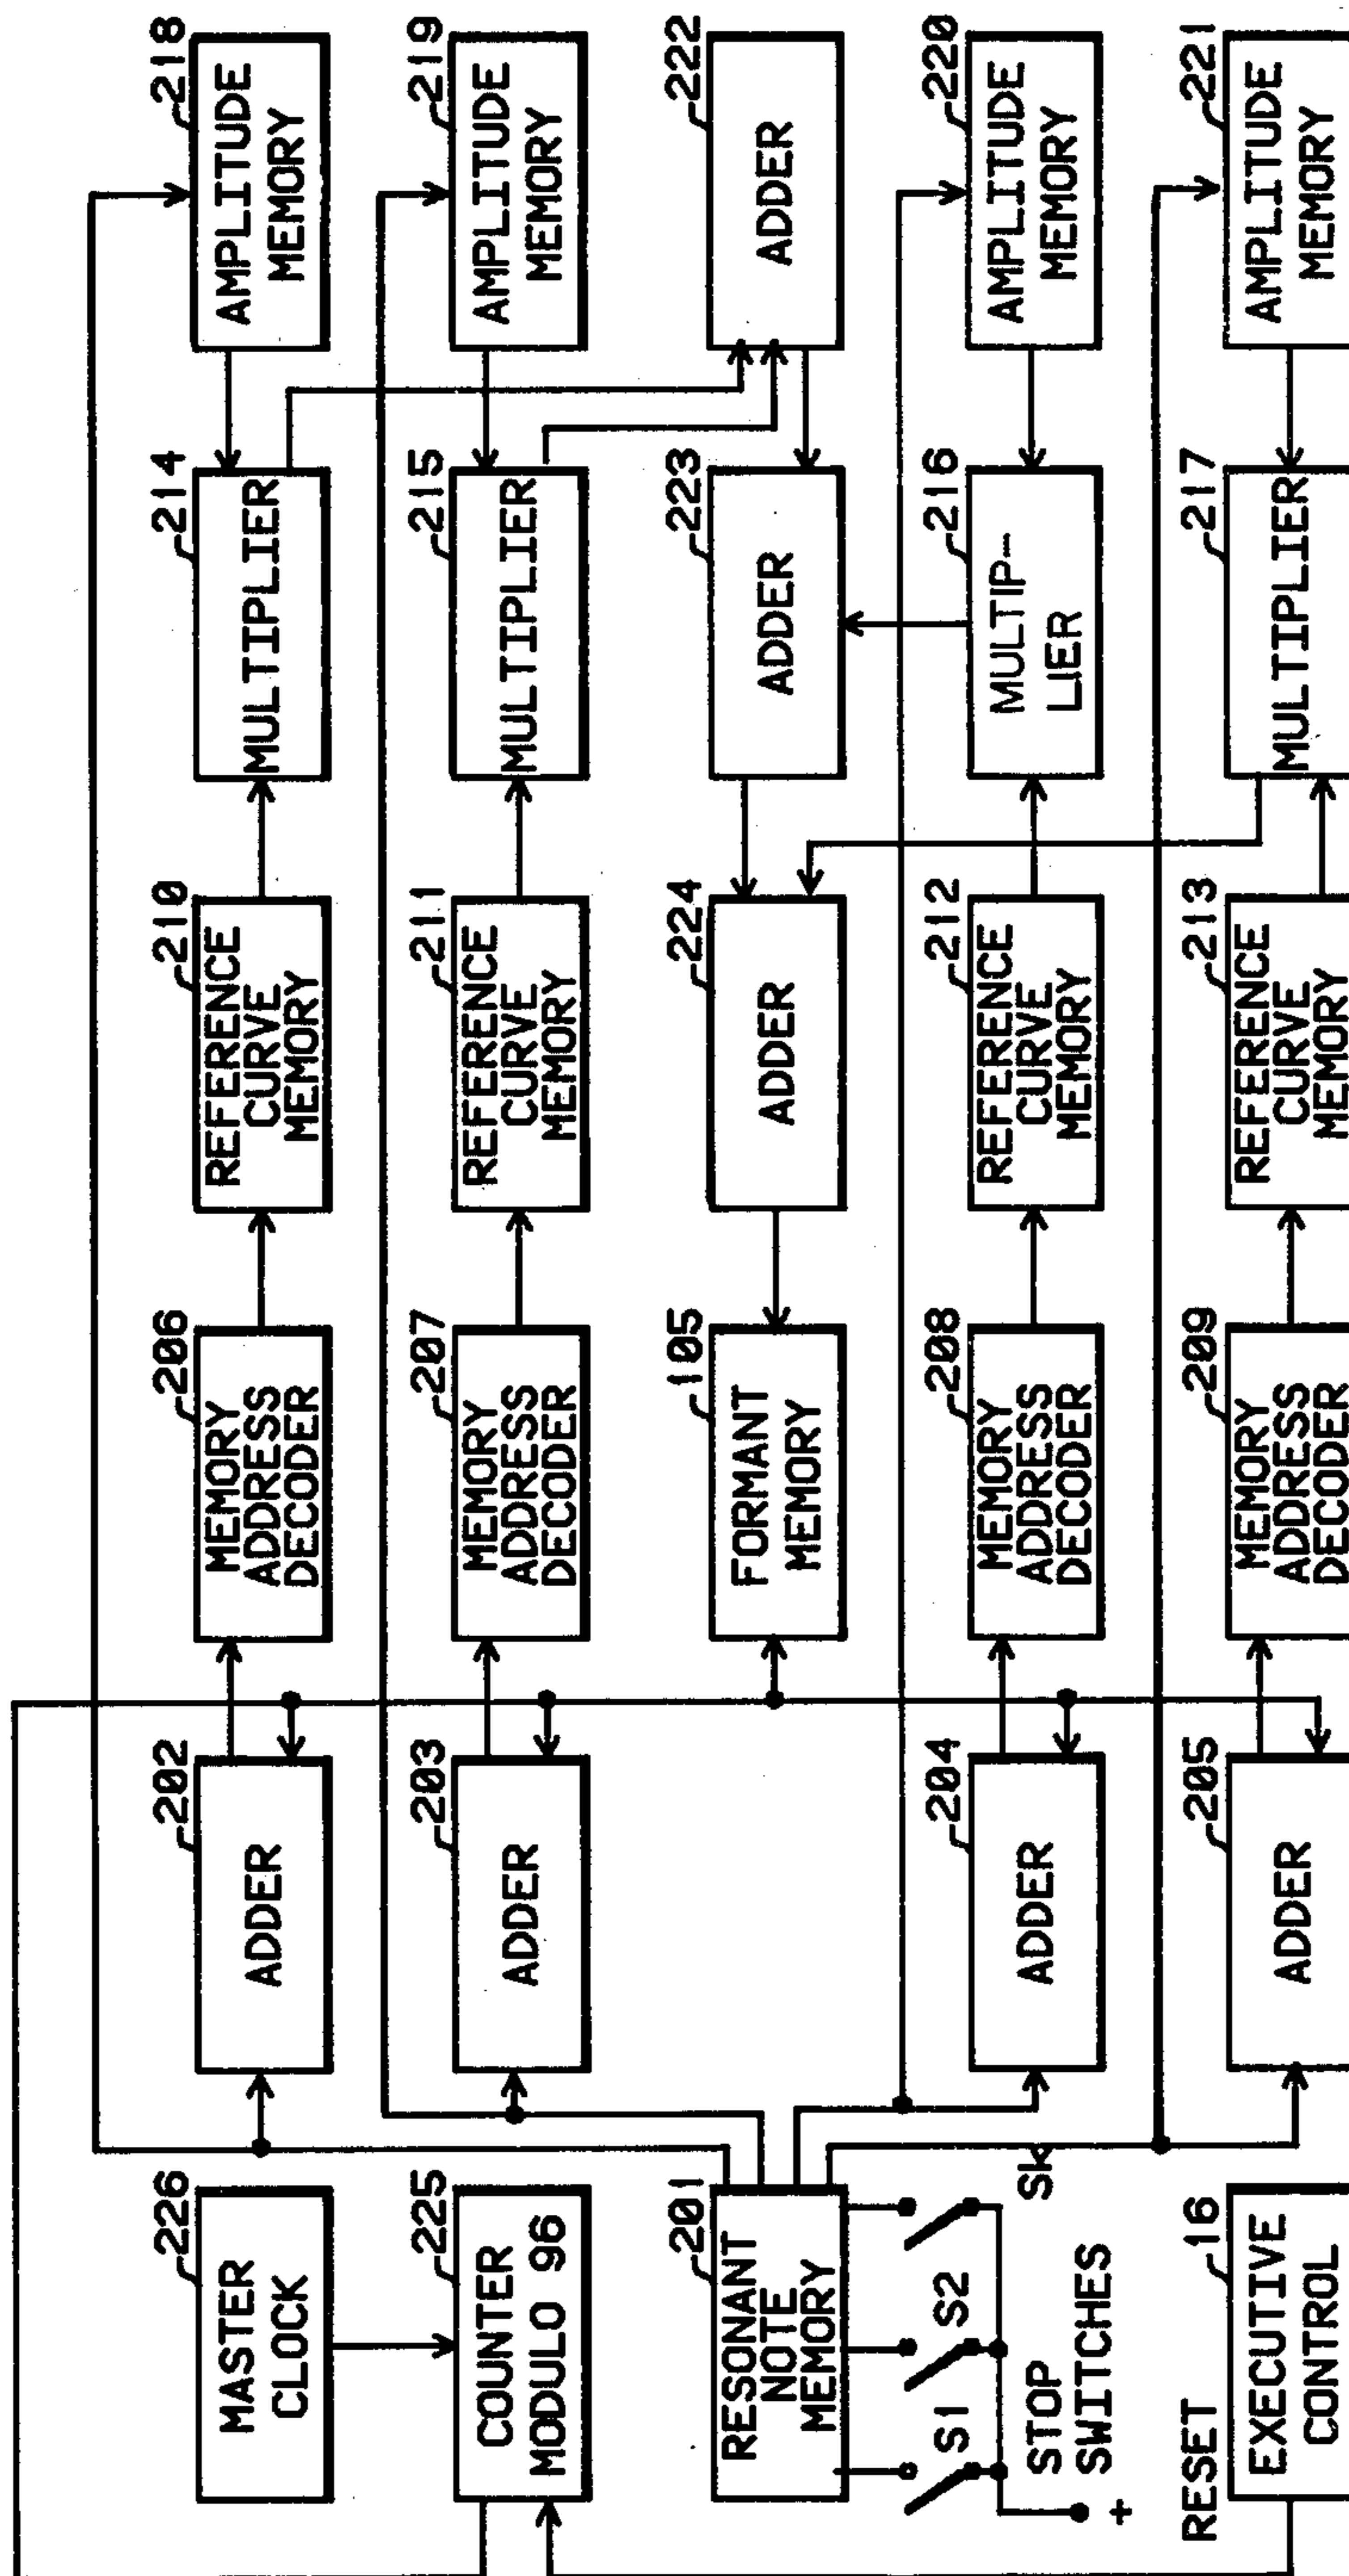 226
MASTER
CLOCK
202
ADDER
206
MEMORY
ADDRESS
DECODER
210
REFERENCE
CURVE
MEMORY
214
MULTIPLIER
218
AMPLITUDE
MEMORY
225
COUNTER
MODULO 96
203
ADDER
207
MEMORY
ADDRESS
DECODER
211
REFERENCE
CURVE
MEMORY
215
MULTIPLIER
219
AMPLITUDE
MEMORY
201
RESONANT
NOTE
MEMORY
105
FORMANT
MEMORY
224
ADDER
223
ADDER
222
ADDER
S1
S2
SK
STOP
SWITCHES
+
204
ADDER
208
MEMORY
ADDRESS
DECODER
212
REFERENCE
CURVE
MEMORY
216
MULTIP-
LIER
220
AMPLITUDE
MEMORY
RESET
16
EXECUTIVE
CONTROL
205
ADDER
209
MEMORY
ADDRESS
DECODER
213
REFERENCE
CURVE
MEMORY
217
MULTIPLIER
221
AMPLITUDE
MEMORY